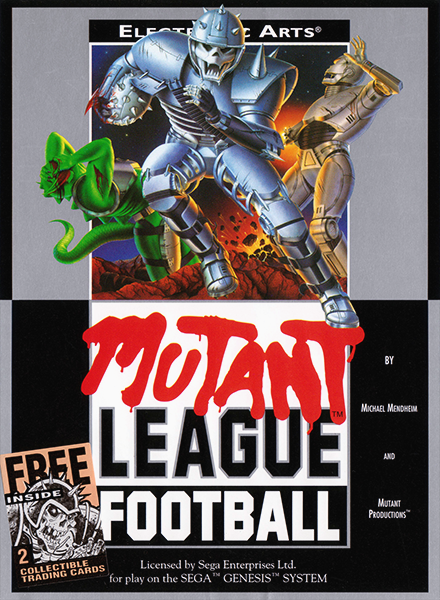 ELECTRONIC ARTS®
MUTANT™
LEAGUE
FOOTBALL
BY
MICHAEL MENDHEIM
AND
MUTANT
PRODUCTIONS™
FREE
INSIDE
2
COLLECTIBLE
TRADING CARDS
Licensed by Sega Enterprises Ltd.
for play on the SEGA™ GENESIS™ SYSTEM